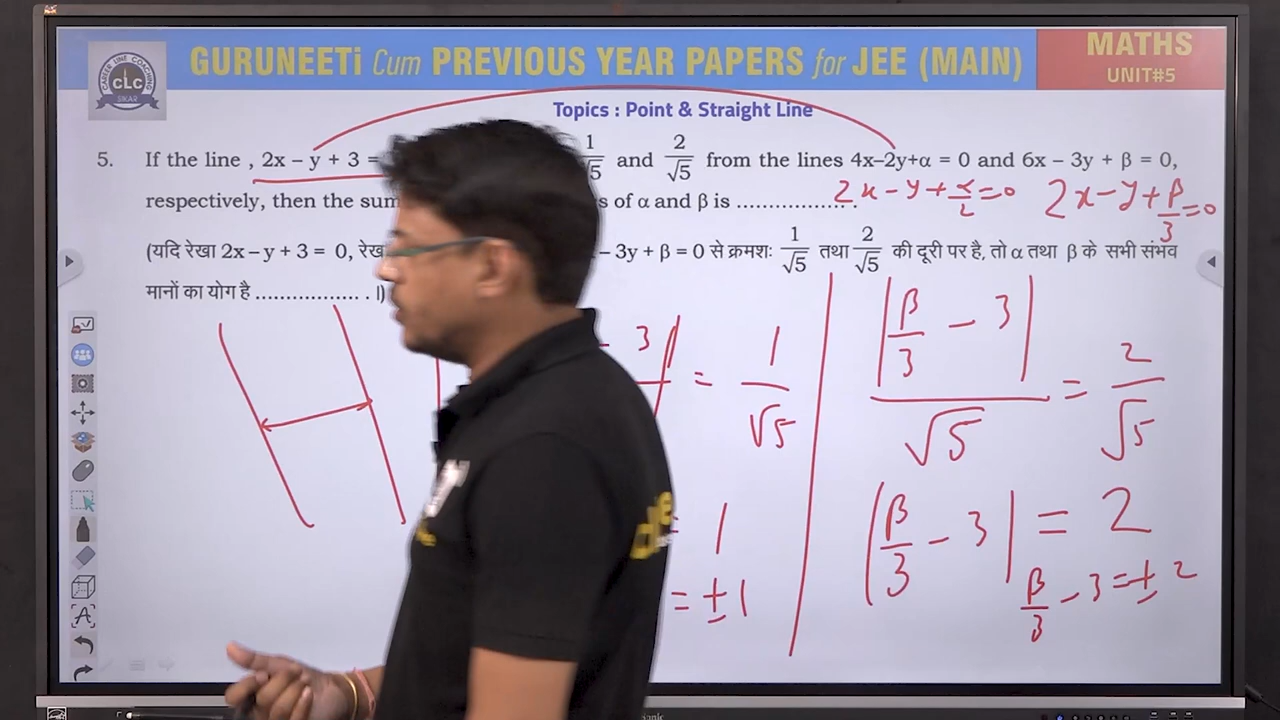 GURUNEETi Cum PREVIOUS YEAR PAPERS for JEE (MAIN)
MATHS
UNIT#5
CLC
SIKAR
Topics : Point & Straight Line
5. If the line , 2x – y + 3 = 1/√5 and 2/√5 from the lines 4x–2y+α = 0 and 6x – 3y + β = 0,
respectively, then the sum of α and β is ................. .
2x-y+α/2=0 2x-y+β/3=0
(यदि रेखा 2x – y + 3 = 0, – 3y + β = 0 से क्रमशः 1/√5 तथा 2/√5 की दूरी पर है, तो α तथा β के सभी संभव
मानों का योग है ................. . ।)
- 3| = 1/√5
|β/3 - 3|/√5 = 2/√5
= 1
|β/3 - 3| = 2
= ±1
β/3 - 3 = ± 2